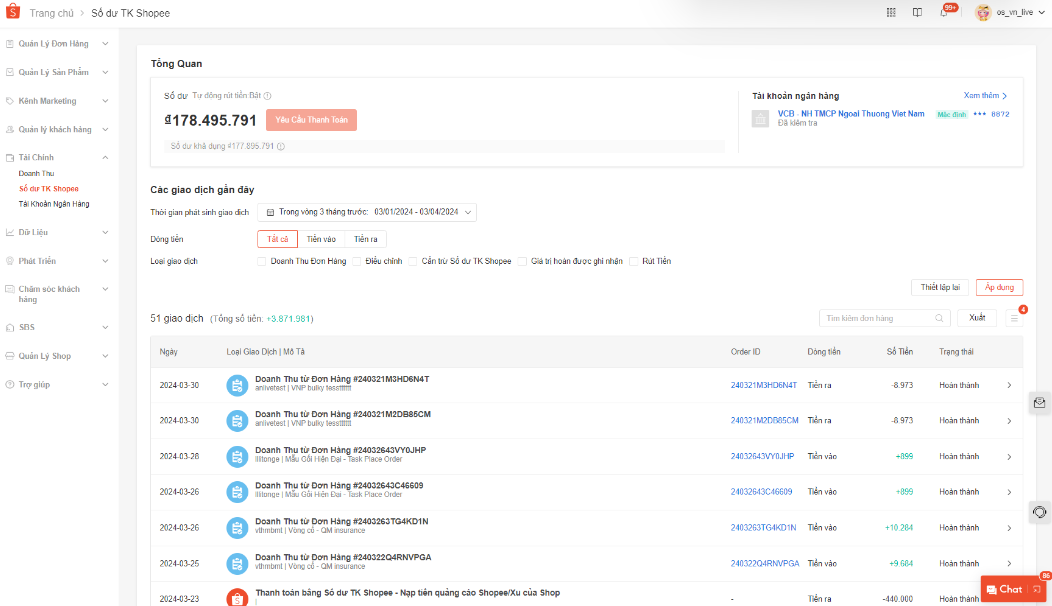 Trang chủ > Số dư TK Shopee
99+
os_vn_live
Quản Lý Đơn Hàng
Quản Lý Sản Phẩm
Kênh Marketing
Quản lý khách hàng
Tài Chính
Doanh Thu
Số dư TK Shopee
Tài Khoản Ngân Hàng
Dữ Liệu
Phát Triển
Chăm sóc khách hàng
SBS
Quản Lý Shop
Trợ giúp
Tổng Quan
Số dư Tự động rút tiền Bật
₫178.495.791 Yêu Cầu Thanh Toán
Số dư khả dụng ₫177.895.791
Tài khoản ngân hàng Xem thêm >
VCB - NH TMCP Ngoai Thuong Viet Nam Mặc định *** 8872
Đã kiểm tra
Các giao dịch gần đây
Thời gian phát sinh giao dịch Trong vòng 3 tháng trước: 03/01/2024 - 03/04/2024
Dòng tiền Tất cả Tiền vào Tiền ra
Loại giao dịch Doanh Thu Đơn Hàng Điều chỉnh Cấn trừ Số dư TK Shopee Giá trị hoàn được ghi nhận Rút Tiền
Thiết lập lại Áp dụng
51 giao dịch (Tổng số tiền: +3.871.981) Tìm kiếm đơn hàng Xuất 4
Ngày Loại Giao Dịch | Mô Tả Order ID Dòng tiền Số Tiền Trạng thái
2024-03-30 Doanh Thu từ Đơn Hàng #240321M3HD6N4T 240321M3HD6N4T Tiền ra -8.973 Hoàn thành
anlivetest | VNP bulky tesstttttt
2024-03-30 Doanh Thu từ Đơn Hàng #240321M2DB85CM 240321M2DB85CM Tiền ra -8.973 Hoàn thành
anlivetest | VNP bulky tesstttttt
2024-03-28 Doanh Thu từ Đơn Hàng #24032643VY0JHP 24032643VY0JHP Tiền vào +899 Hoàn thành
lilitonge | Mẫu Gối Hiện Đại - Task Place Order
2024-03-26 Doanh Thu từ Đơn Hàng #24032643C46609 24032643C46609 Tiền vào +899 Hoàn thành
lilitonge | Mẫu Gối Hiện Đại - Task Place Order
2024-03-26 Doanh Thu từ Đơn Hàng #2403263TG4KD1N 2403263TG4KD1N Tiền vào +10.284 Hoàn thành
vthmbmt | Vòng cổ - QM insurance
2024-03-25 Doanh Thu từ Đơn Hàng #240322Q4RNVPGA 240322Q4RNVPGA Tiền vào +9.684 Hoàn thành
vthmbmt | Vòng cổ - QM insurance
2024-03-23 Thanh toán bằng Số dư TK Shopee - Nạp tiền quảng cáo Shopee/Xu của Shop - Tiền ra -440.000 Hoàn thành
|
Chat 86